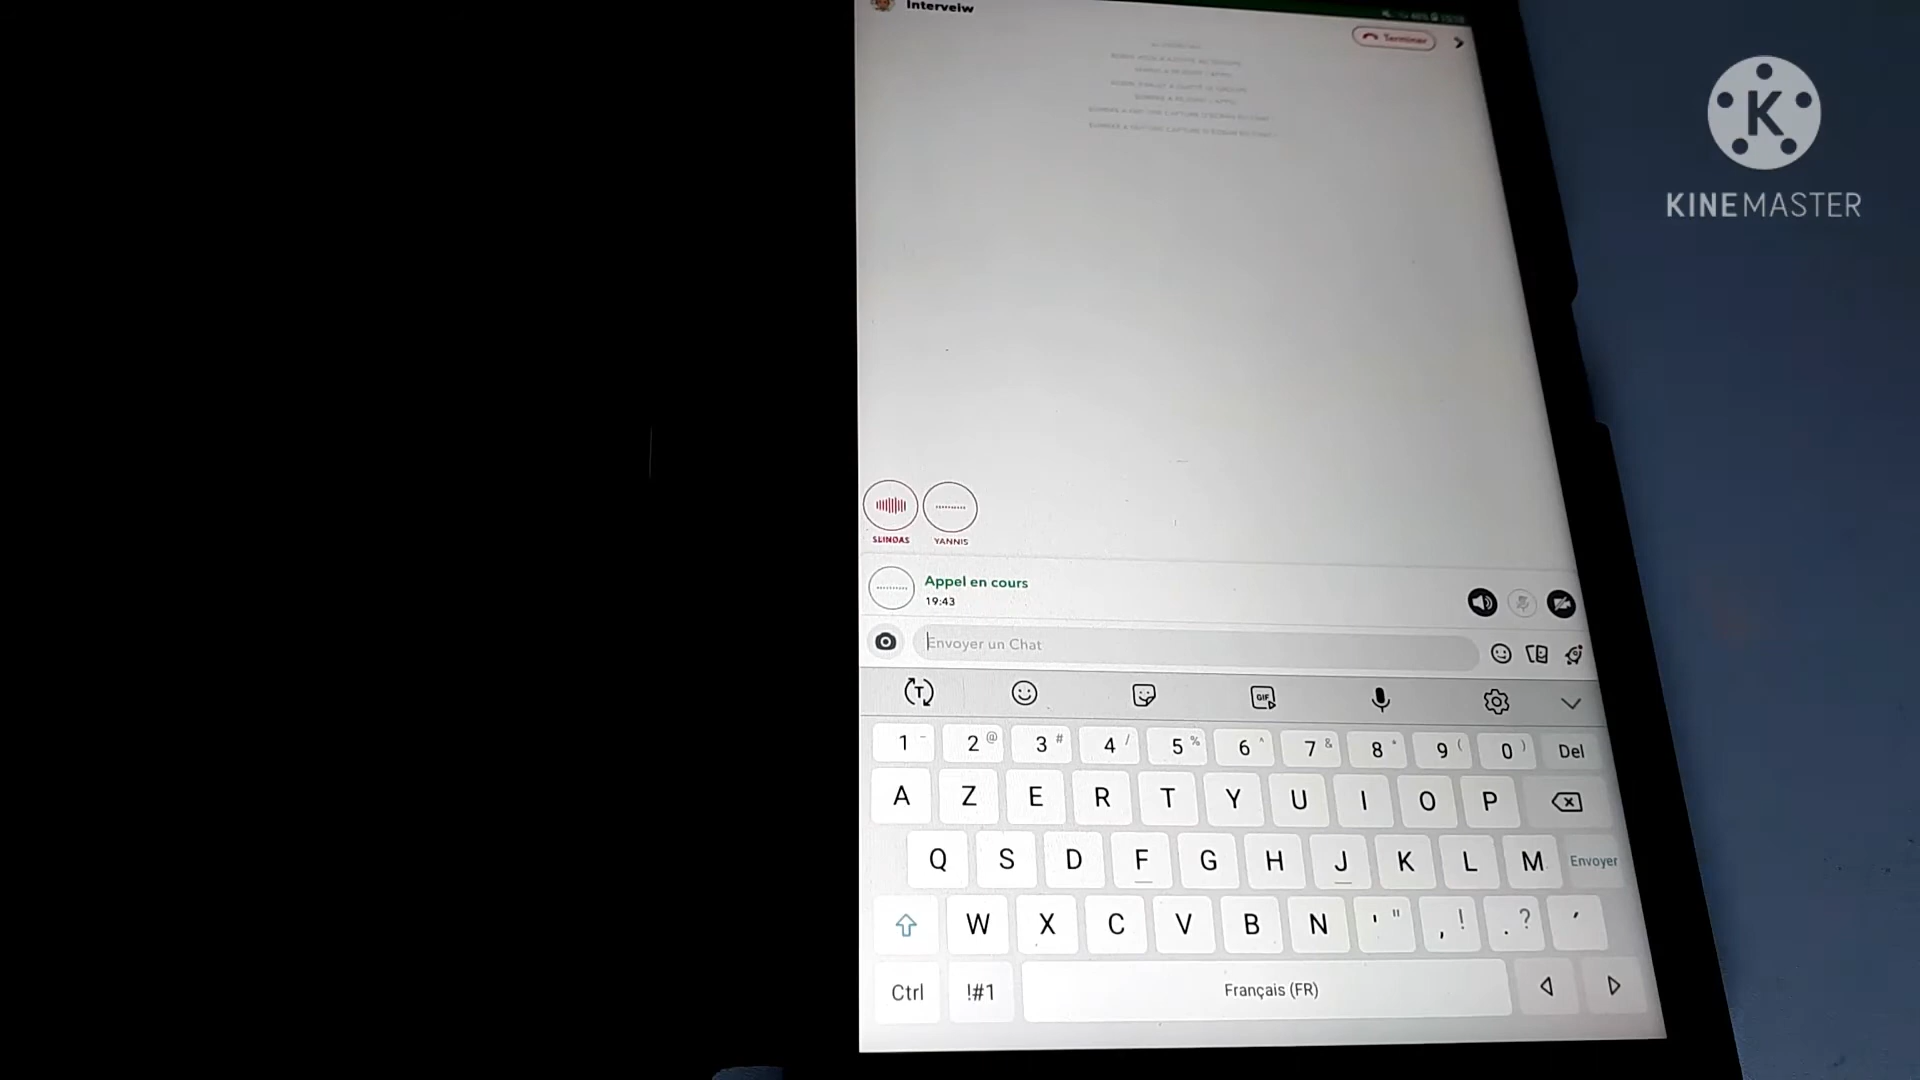 Interveiw
Terminer
K
KINEMASTER
SLINDAS
YANNIS
Appel en cours
19:43
Envoyer un Chat
T
GIF
1 - 2 @ 3 # 4 / 5 % 6 ^ 7 & 8 * 9 ( 0 ) Del
A Z E R T Y U I O P
Q S D F G H J K L M Envoyer
W X C V B N ' " , ! . ? ′
Ctrl !#1 Français (FR)